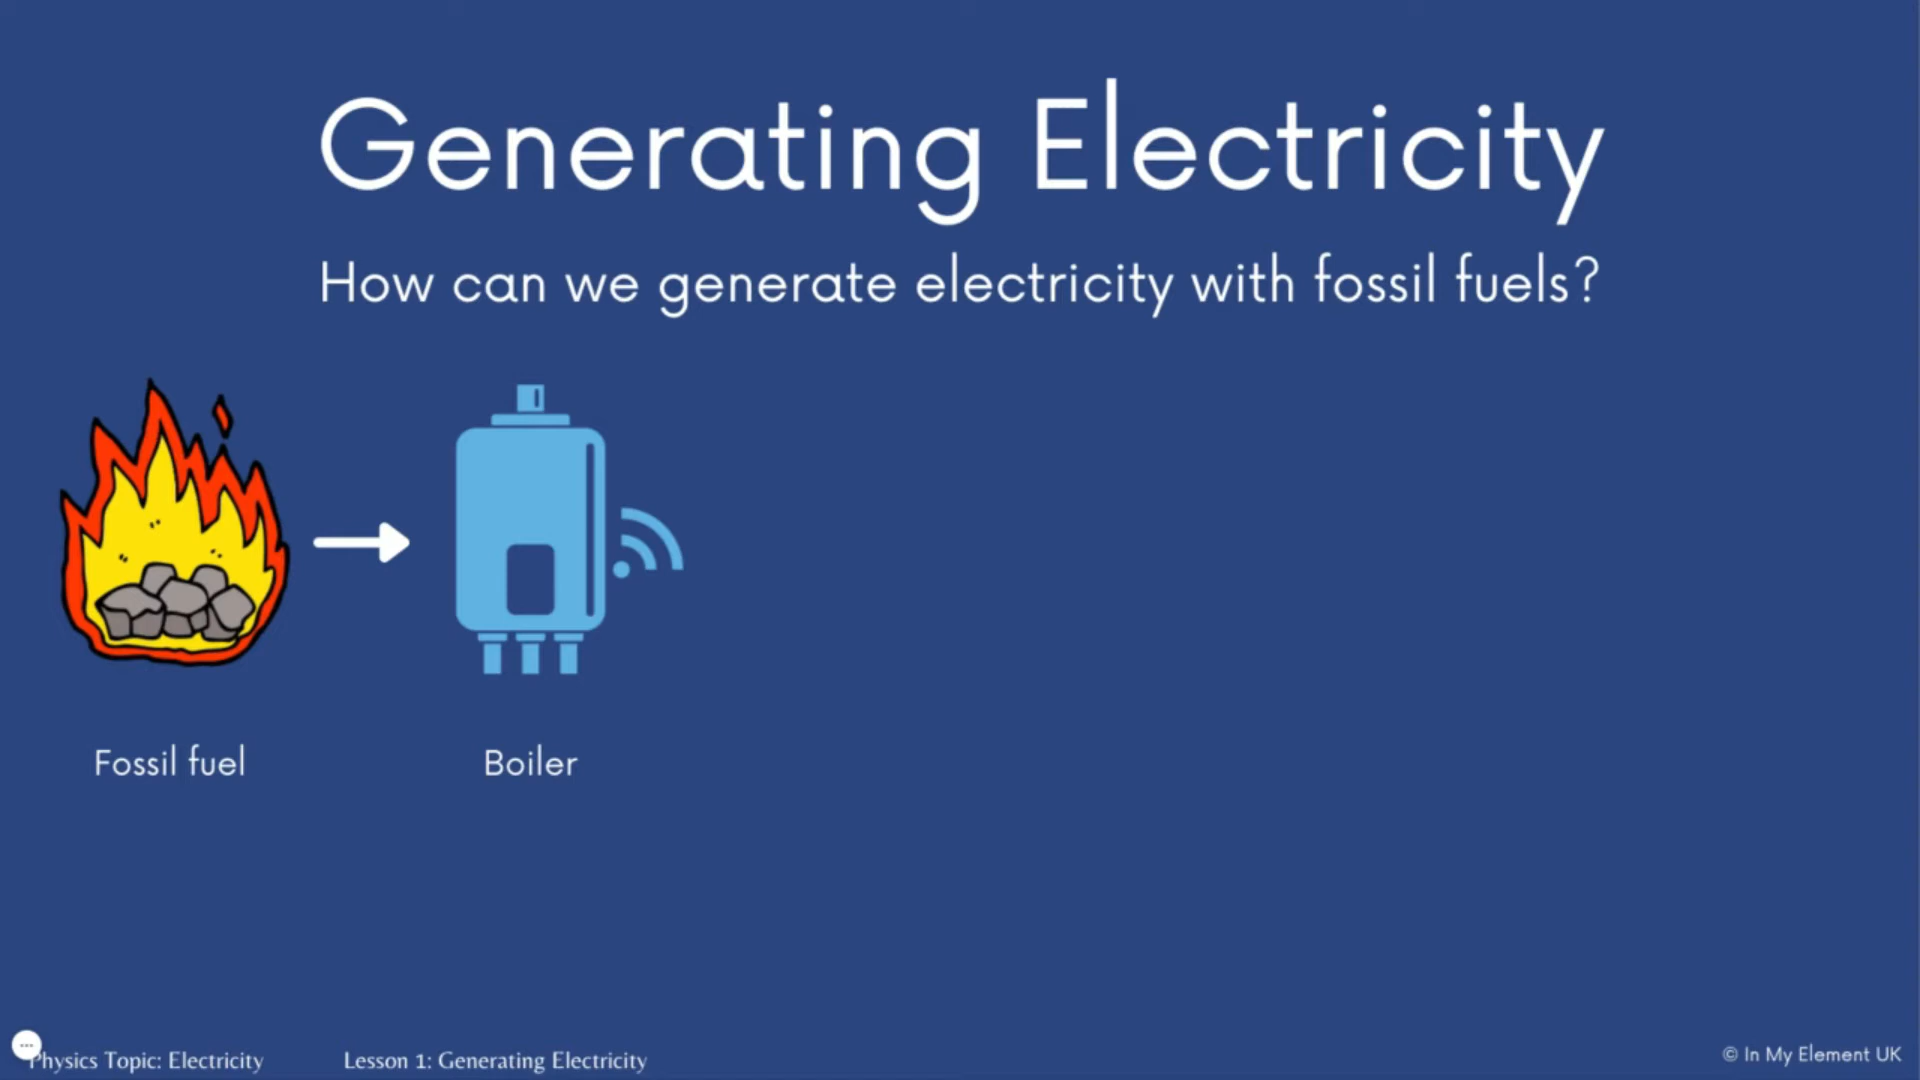 Generating Electricity
How can we generate electricity with fossil fuels?
Fossil fuel
Boiler
Physics Topic: Electricity
Lesson 1: Generating Electricity
© In My Element UK